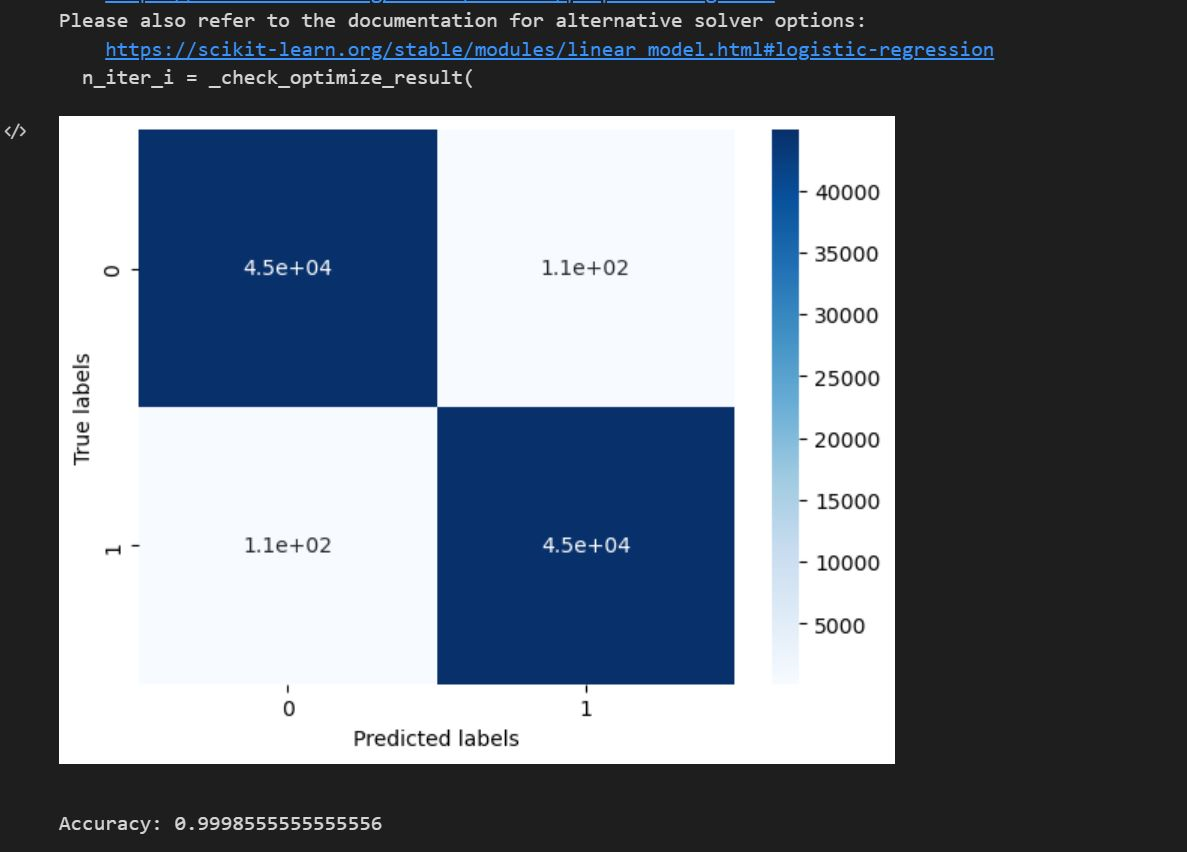 Please also refer to the documentation for alternative solver options:
https://scikit-learn.org/stable/modules/linear_model.html#logistic-regression
n_iter_i = _check_optimize_result(
</>
4.5e+04
1.1e+02
1.1e+02
4.5e+04
0
1
True labels
0
1
Predicted labels
40000
35000
30000
25000
20000
15000
10000
5000
Accuracy: 0.9998555555555556